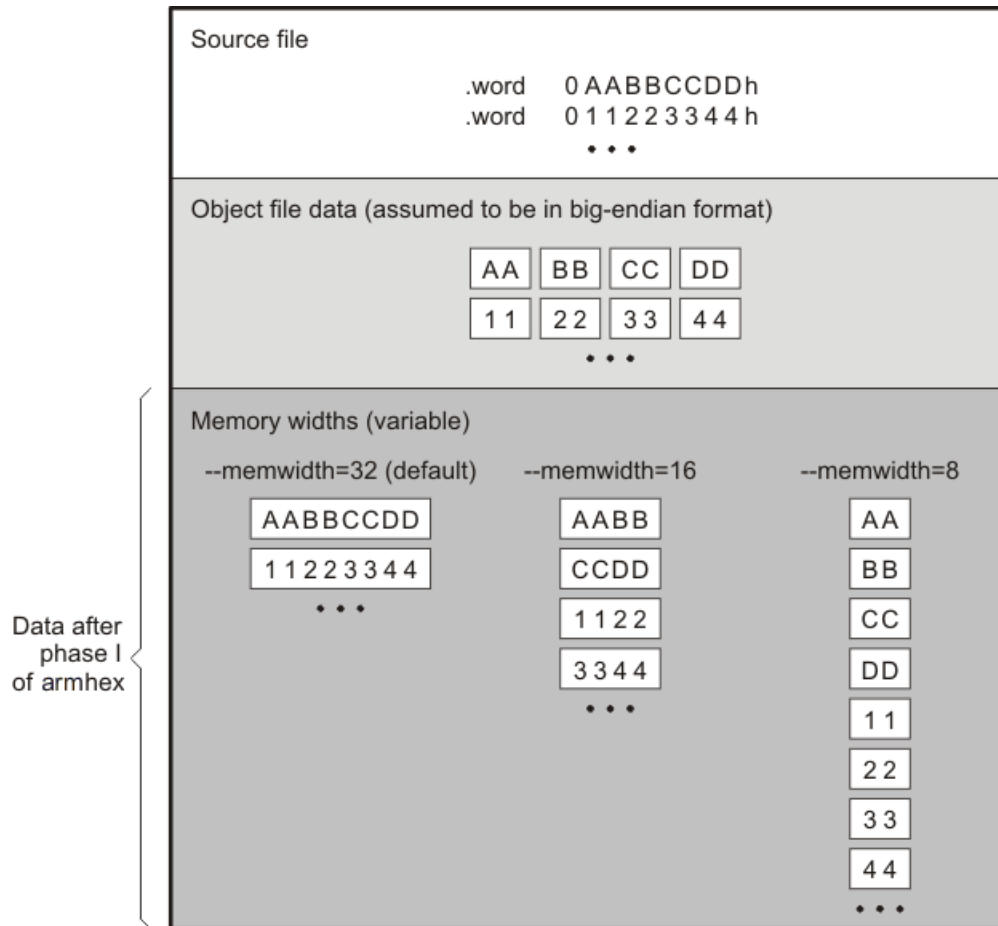 Source file
.word 0AABBCCDDh
.word 011223344h
• • •
Object file data (assumed to be in big-endian format)
AA BB CC DD
11 22 33 44
• • •
Data after
phase I
of armhex
Memory widths (variable)
--memwidth=32 (default) --memwidth=16 --memwidth=8
AABBCCDD AABB AA
11223344 CCDD BB
• • • 1122 CC
3344 DD
• • • 11
22
33
44
• • •